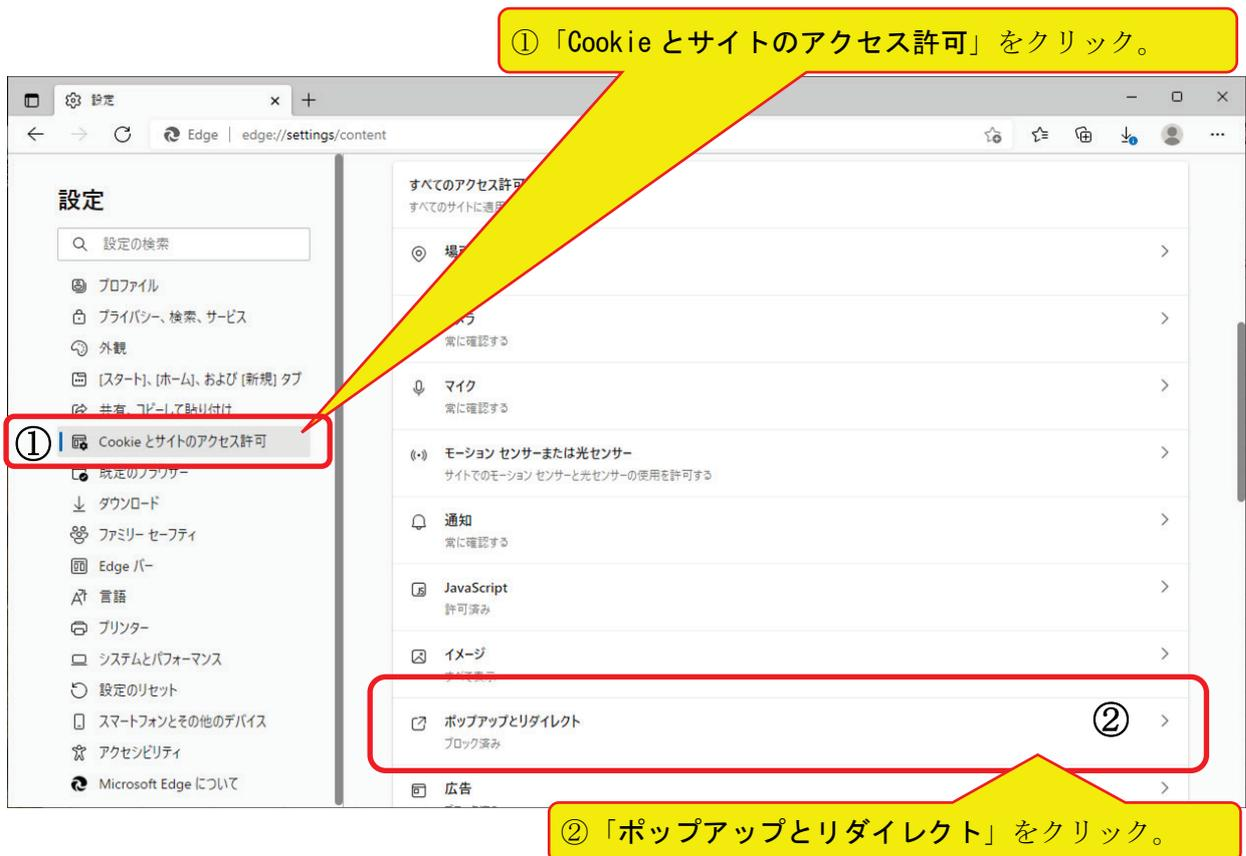 ①「Cookie とサイトのアクセス許可」をクリック。
設定
Edge | edge://settings/content
設定
設定の検索
プロファイル
プライバシー、検索、サービス
外観
[スタート]、[ホーム]、および [新規] タブ
共有、コピーして貼り付け
① Cookie とサイトのアクセス許可
既定のブラウザー
ダウンロード
ファミリー セーフティ
Edge バー
言語
プリンター
システムとパフォーマンス
設定のリセット
スマートフォンとその他のデバイス
アクセシビリティ
Microsoft Edge について
すべてのアクセス許可
すべてのサイトに適用
場
ラ
常に確認する
マイク
常に確認する
モーション センサーまたは光センサー
サイトでのモーション センサーと光センサーの使用を許可する
通知
常に確認する
JavaScript
許可済み
イメージ
すべて表示
ポップアップとリダイレクト ②
ブロック済み
広告
②「ポップアップとリダイレクト」をクリック。